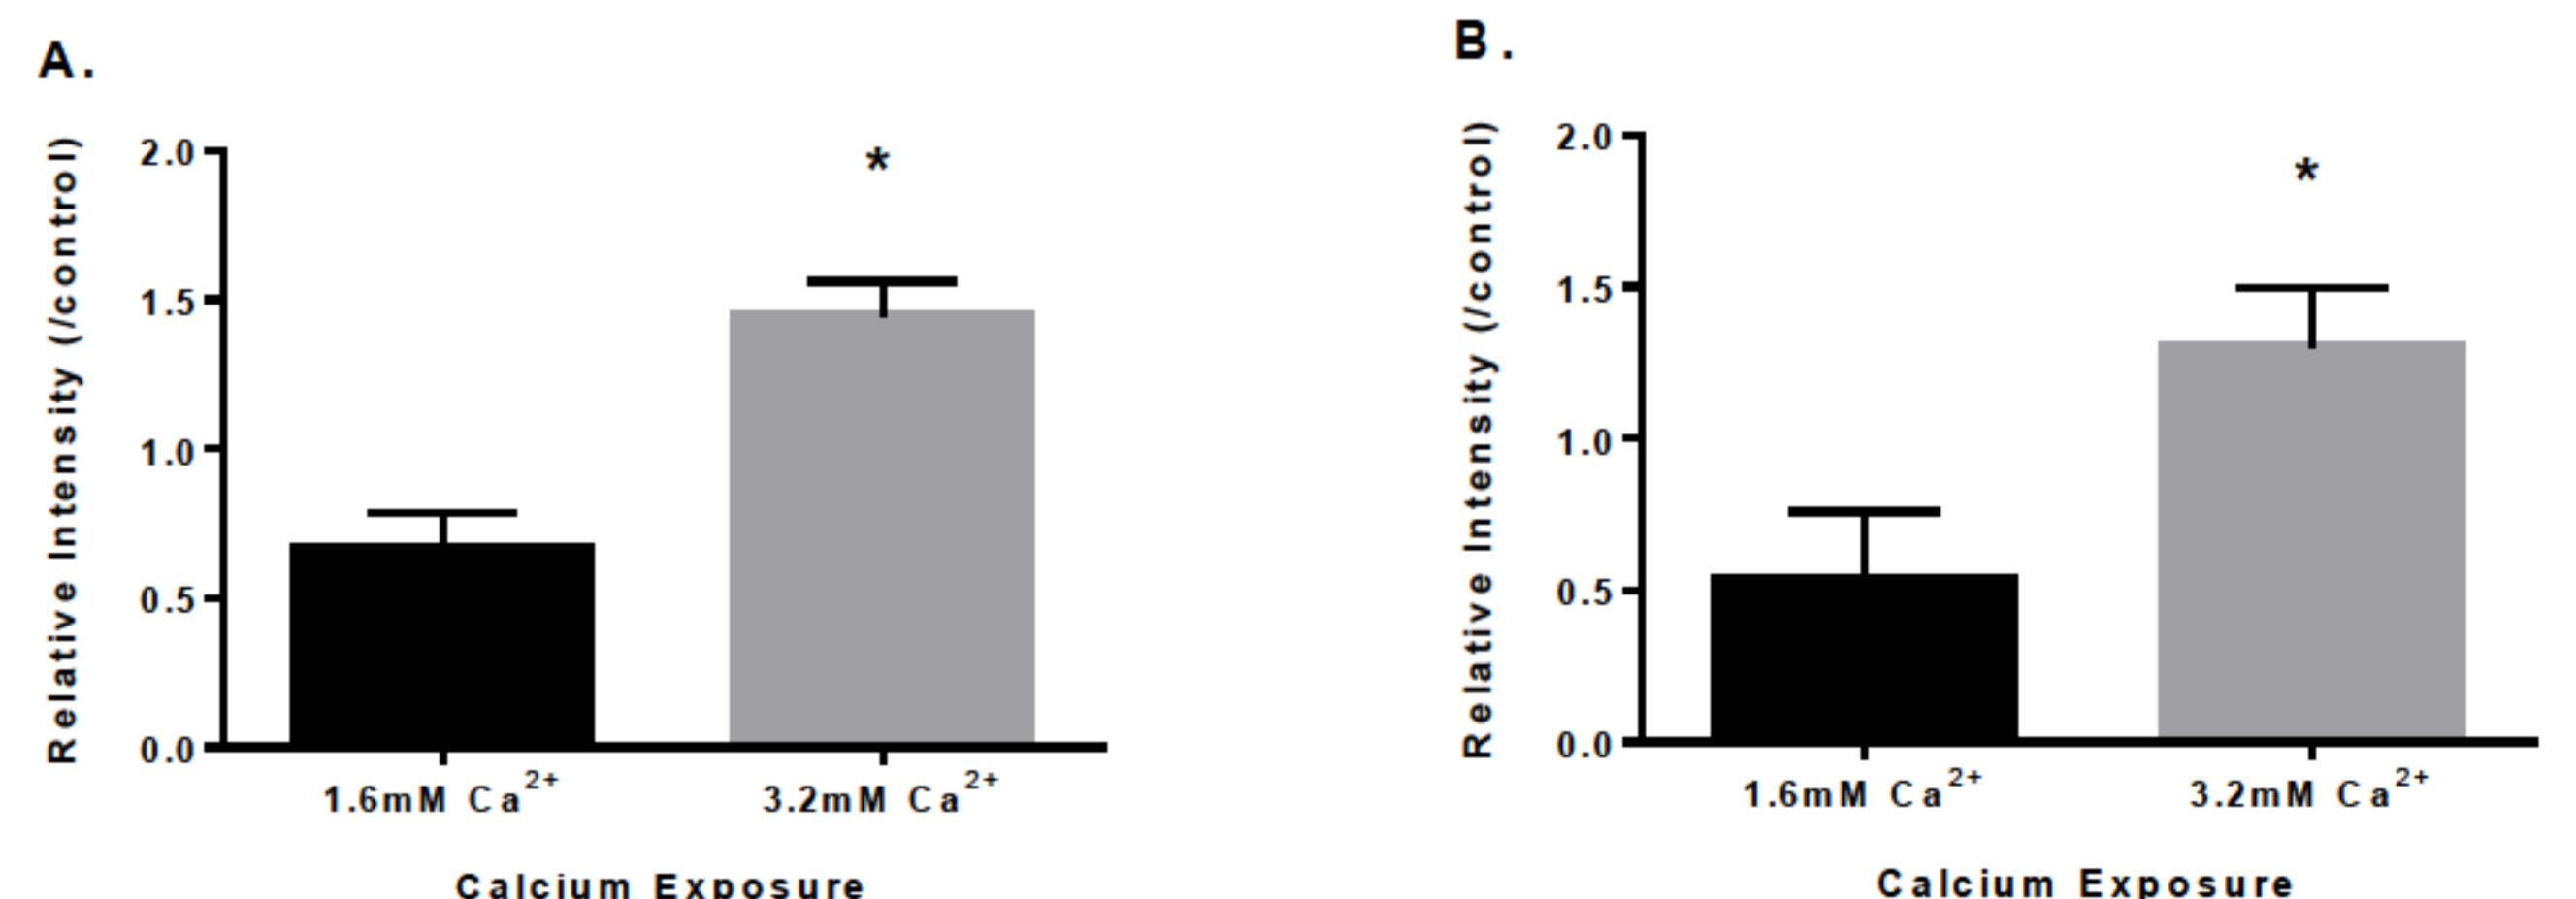 A.
Relative Intensity (/control)
2.0
*
1.5
1.0
0.5
0.0
1.6mM Ca2+
3.2mM Ca2+
Calcium Exposure
B.
Relative Intensity (/control)
2.0
*
1.5
1.0
0.5
0.0
1.6mM Ca2+
3.2mM Ca2+
Calcium Exposure